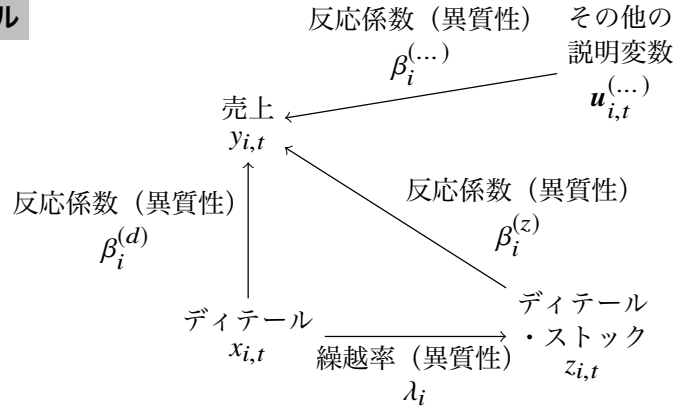 ル
反応係数（異質性）
β_i^{(...)}
その他の
説明変数
u_{i,t}^{(...)}
売上
y_{i,t}
反応係数（異質性）
β_i^{(d)}
反応係数（異質性）
β_i^{(z)}
ディテール
x_{i,t}
繰越率（異質性）
λ_i
ディテール
・ストック
z_{i,t}